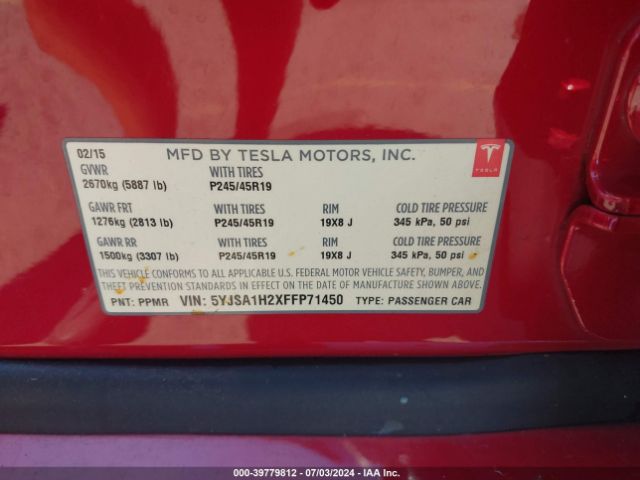 02/15 MFD BY TESLA MOTORS, INC. TESLA
GVWR WITH TIRES
2670kg (5887 lb) P245/45R19
GAWR FRT WITH TIRES RIM COLD TIRE PRESSURE
1276kg (2813 lb) P245/45R19 19X8 J 345 kPa, 50 psi
GAWR RR WITH TIRES RIM COLD TIRE PRESSURE
1500kg (3307 lb) P245/45R19 19X8 J 345 kPa, 50 psi
THIS VEHICLE CONFORMS TO ALL APPLICABLE U.S. FEDERAL MOTOR VEHICLE SAFETY, BUMPER, AND
THEFT PREVENTION STANDARDS IN EFFECT ON THE DATE OF MANUFACTURE SHOWN ABOVE.
PNT: PPMR VIN: 5YJSA1H2XFFP71450 TYPE: PASSENGER CAR
000-39779812 - 07/03/2024 - IAA Inc.